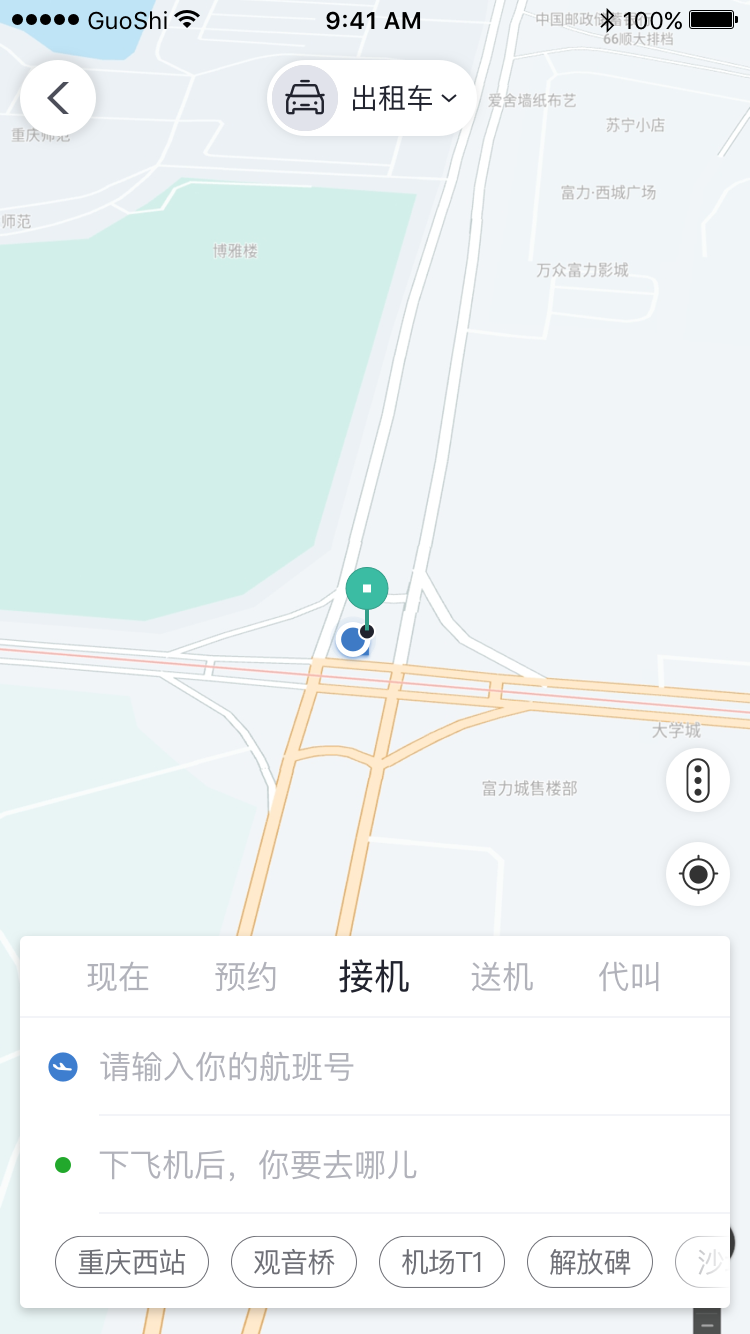 GuoShi 9:41 AM 100%
中国邮政储蓄
66顺大排档
出租车
爱舍墙纸布艺
苏宁小店
重庆师范
富力·西城广场
师范
博雅楼
万众富力影城
大学城
富力城售楼部
现在 预约 接机 送机 代叫
请输入你的航班号
下飞机后，你要去哪儿
重庆西站 观音桥 机场T1 解放碑 沙